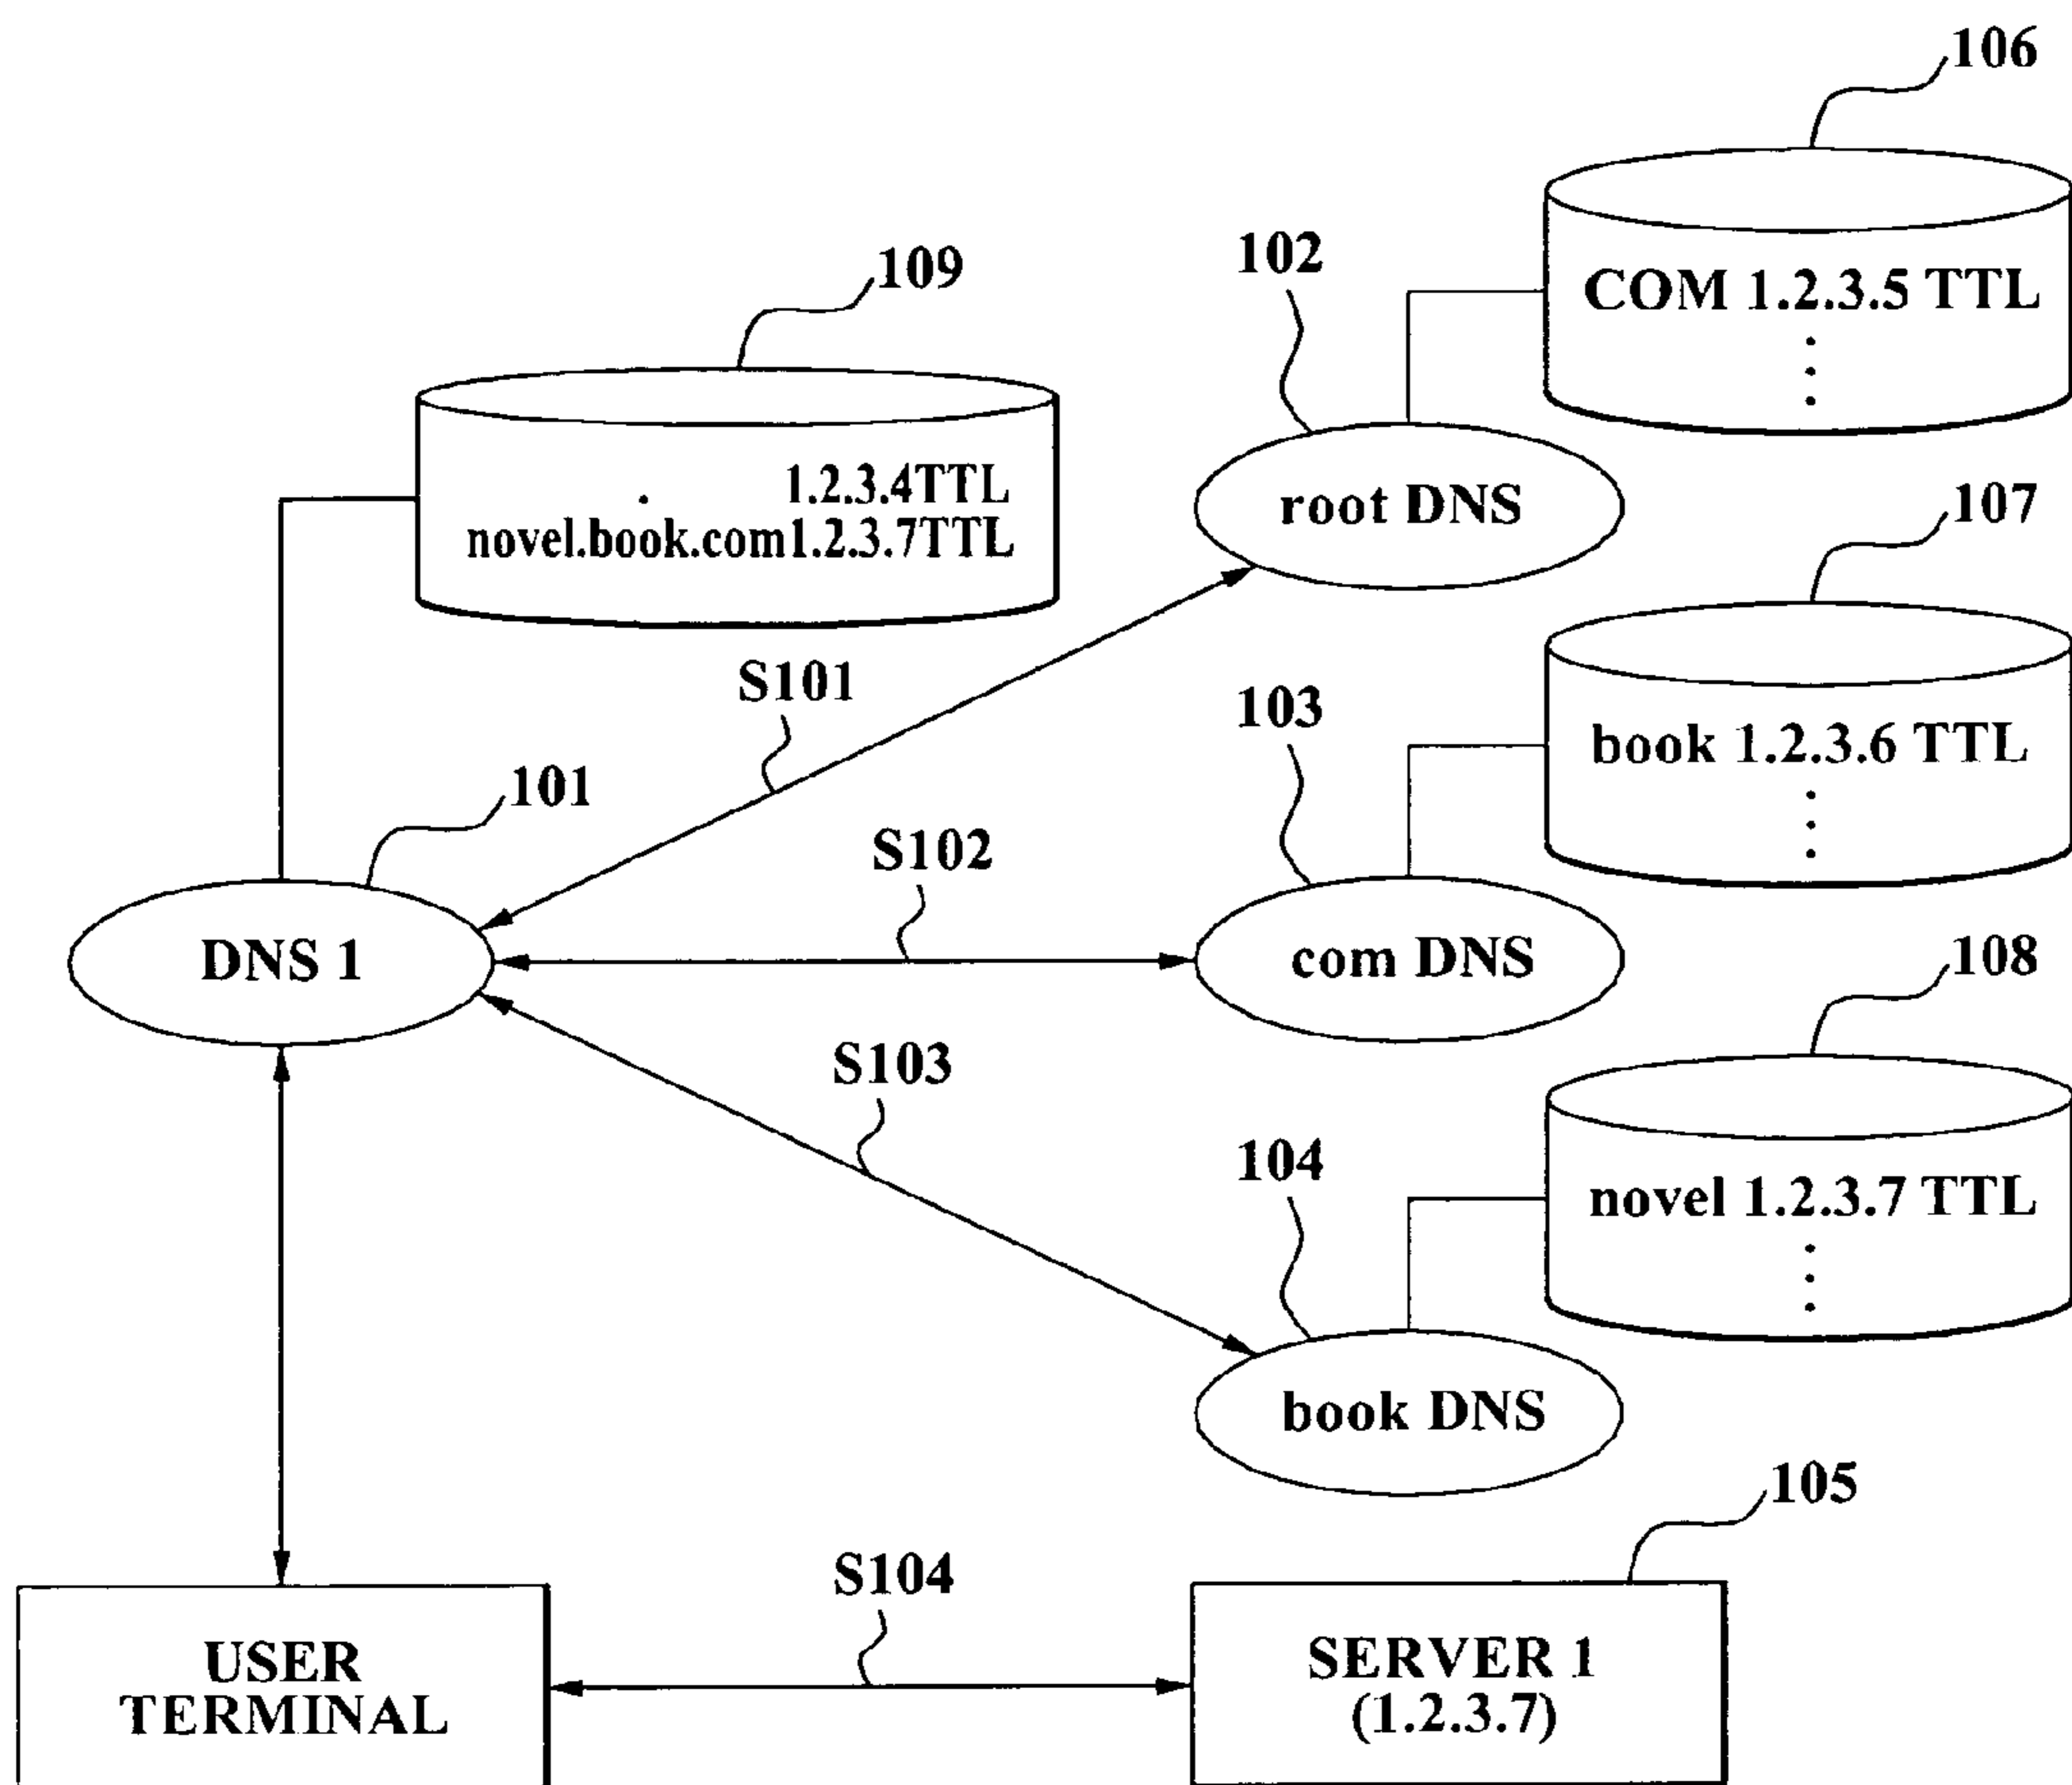 106
109
102
COM 1.2.3.5 TTL
. 1.2.3.4TTL
novel.book.com1.2.3.7TTL
root DNS
107
S101
103
book 1.2.3.6 TTL
101
S102
DNS 1
com DNS
108
S103
104
novel 1.2.3.7 TTL
book DNS
105
S104
USER
TERMINAL
SERVER 1
(1.2.3.7)